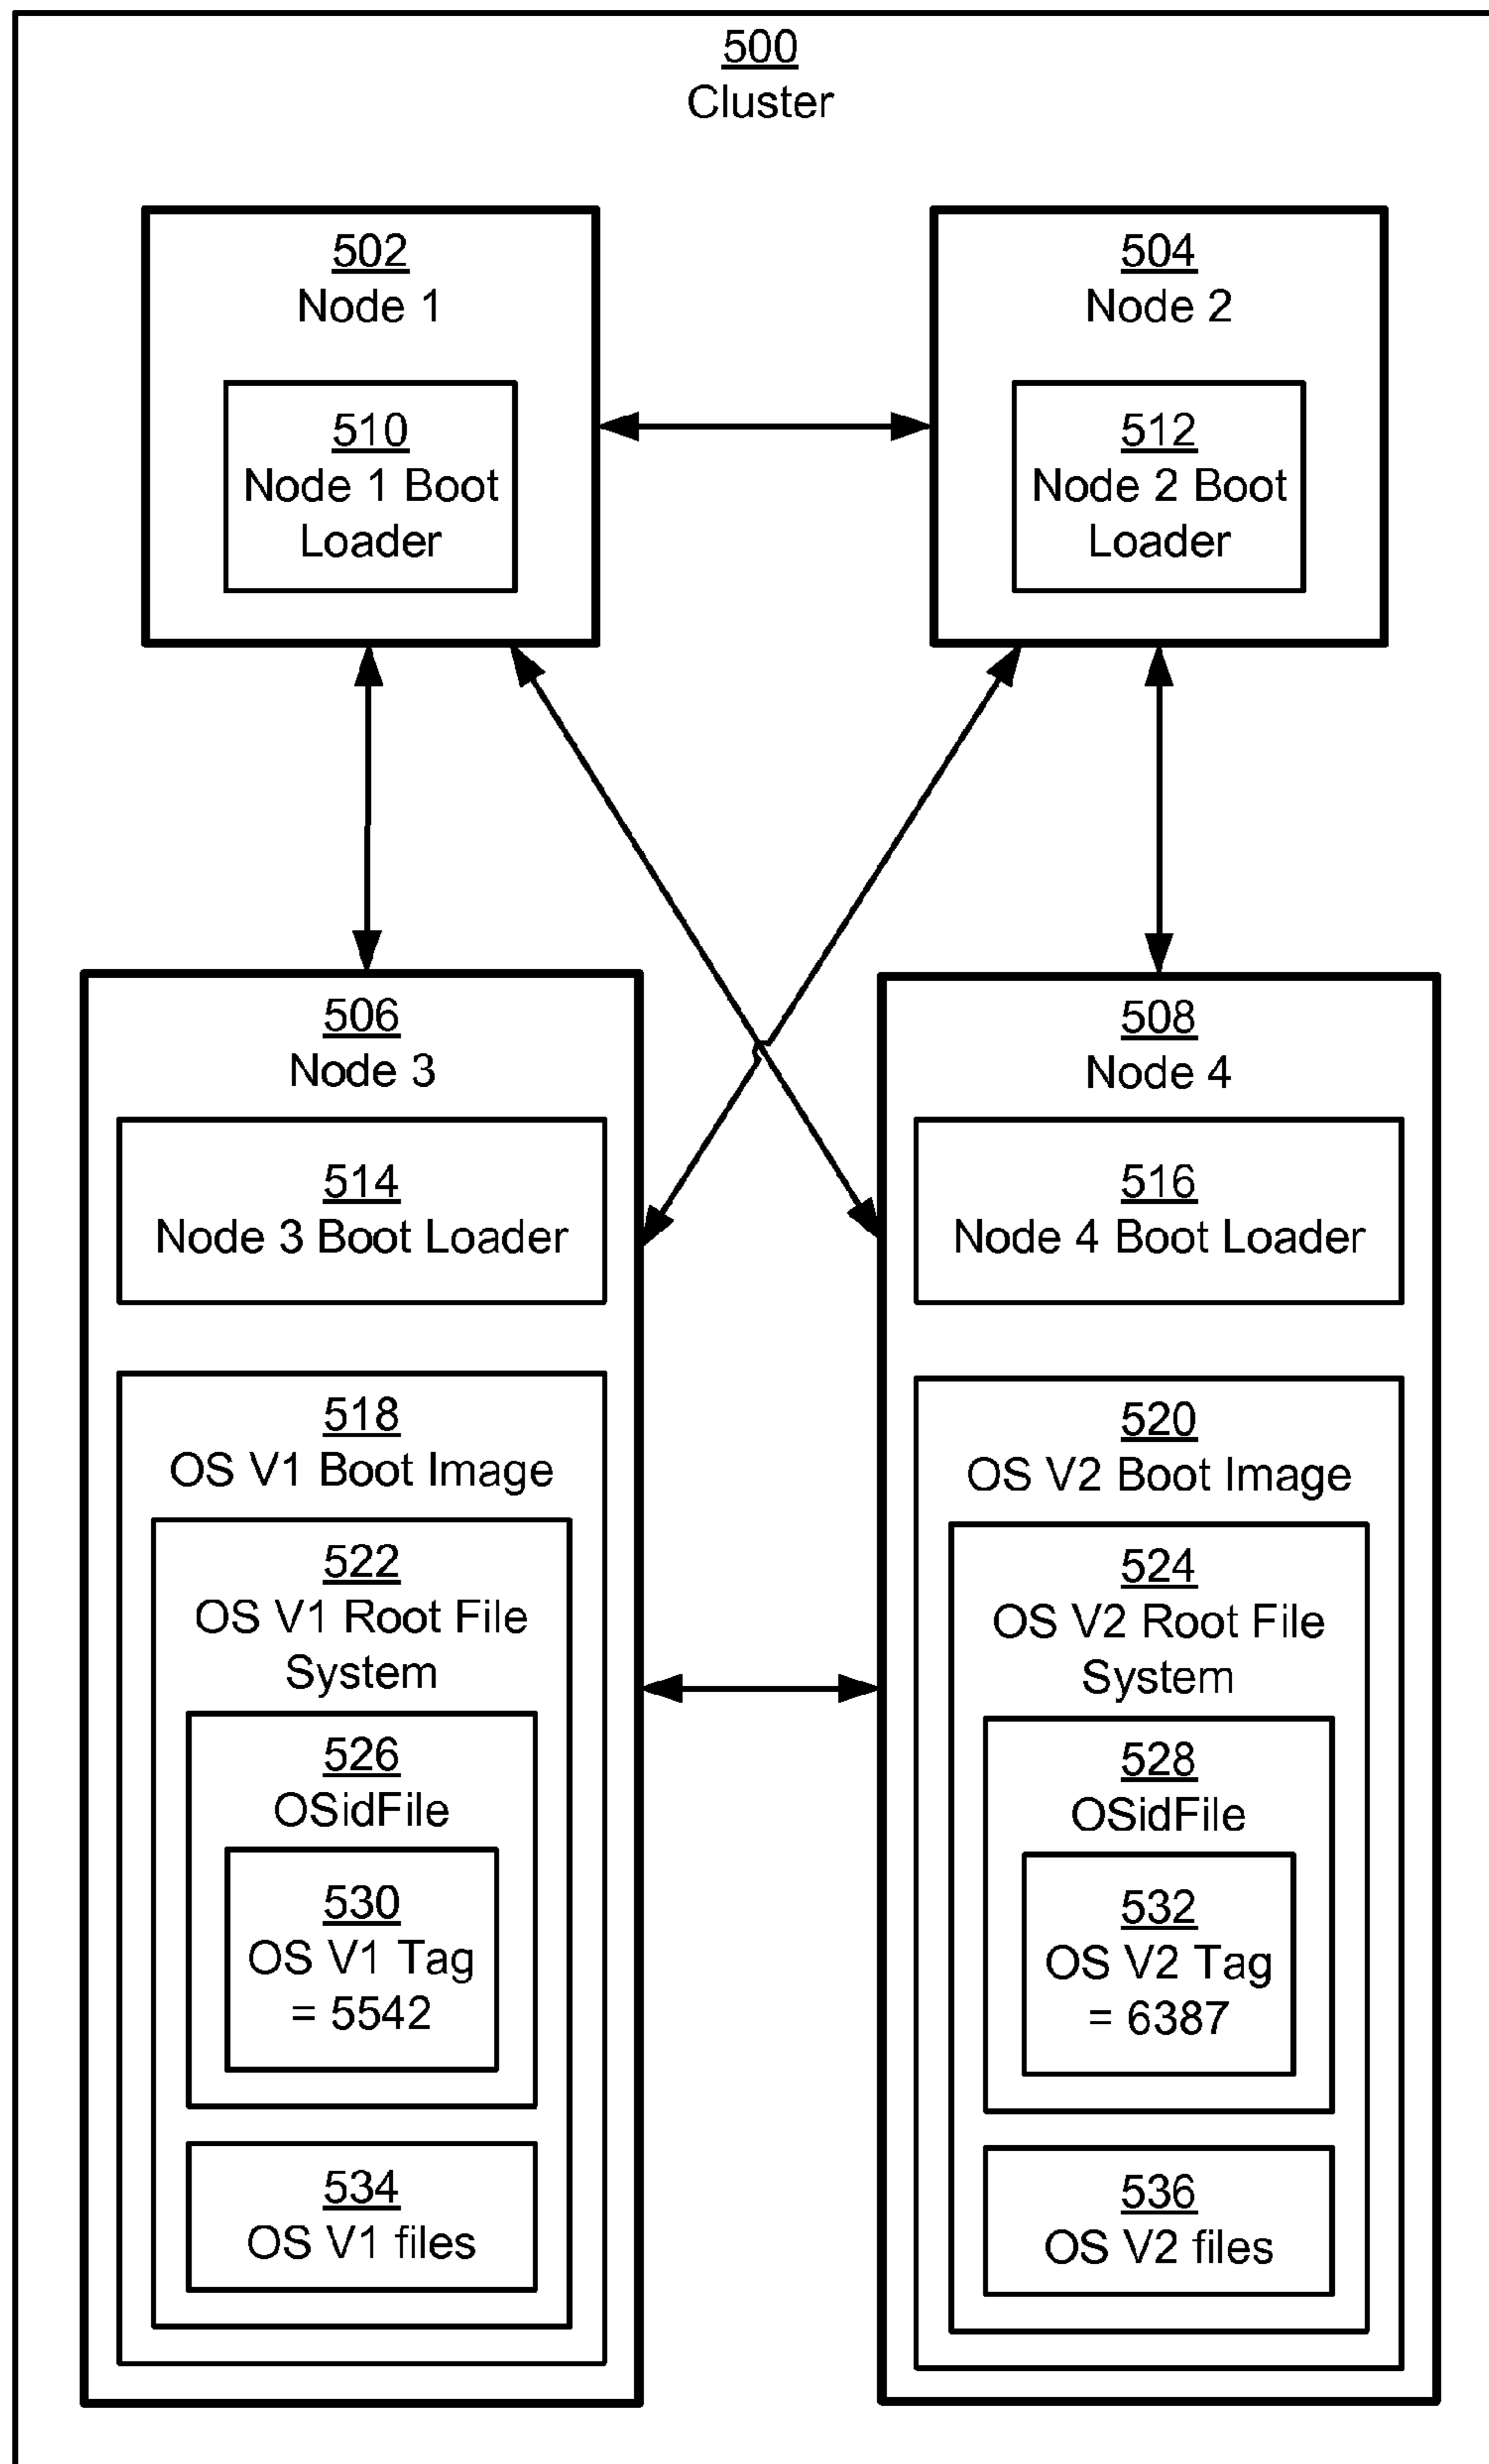 500
Cluster
502
Node 1
510
Node 1 Boot
Loader
504
Node 2
512
Node 2 Boot
Loader
506
Node 3
514
Node 3 Boot Loader
518
OS V1 Boot Image
522
OS V1 Root File
System
526
OSidFile
530
OS V1 Tag
= 5542
534
OS V1 files
508
Node 4
516
Node 4 Boot Loader
520
OS V2 Boot Image
524
OS V2 Root File
System
528
OSidFile
532
OS V2 Tag
= 6387
536
OS V2 files